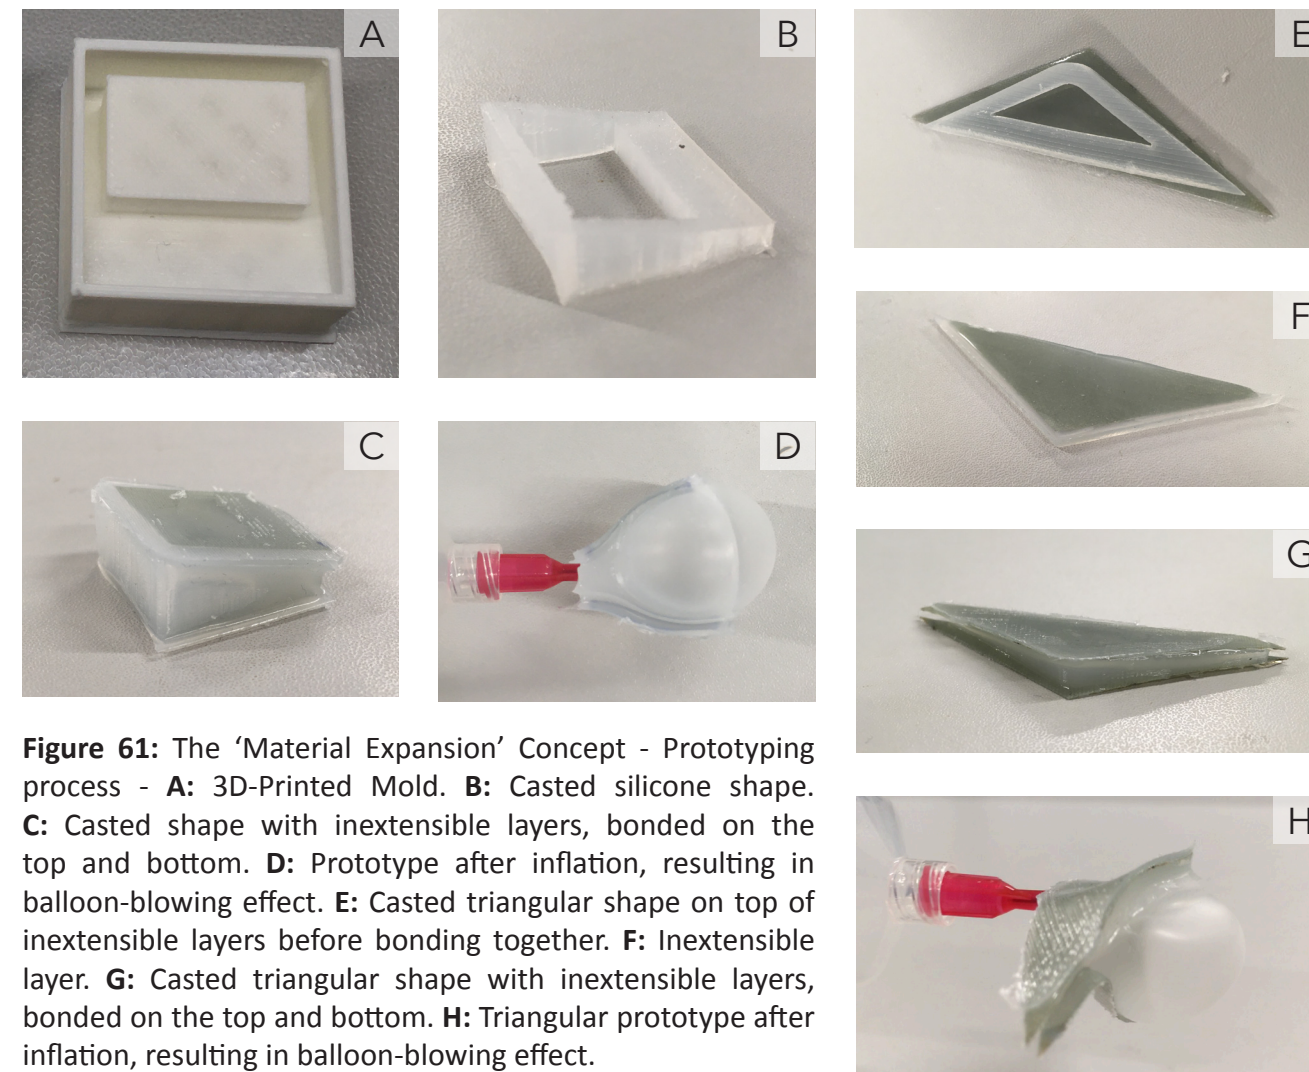 A
B
E
F
C
D
G
H
Figure 61: The ‘Material Expansion’ Concept - Prototyping
process - A: 3D-Printed Mold. B: Casted silicone shape.
C: Casted shape with inextensible layers, bonded on the
top and bottom. D: Prototype after inflation, resulting in
balloon-blowing effect. E: Casted triangular shape on top of
inextensible layers before bonding together. F: Inextensible
layer. G: Casted triangular shape with inextensible layers,
bonded on the top and bottom. H: Triangular prototype after
inflation, resulting in balloon-blowing effect.